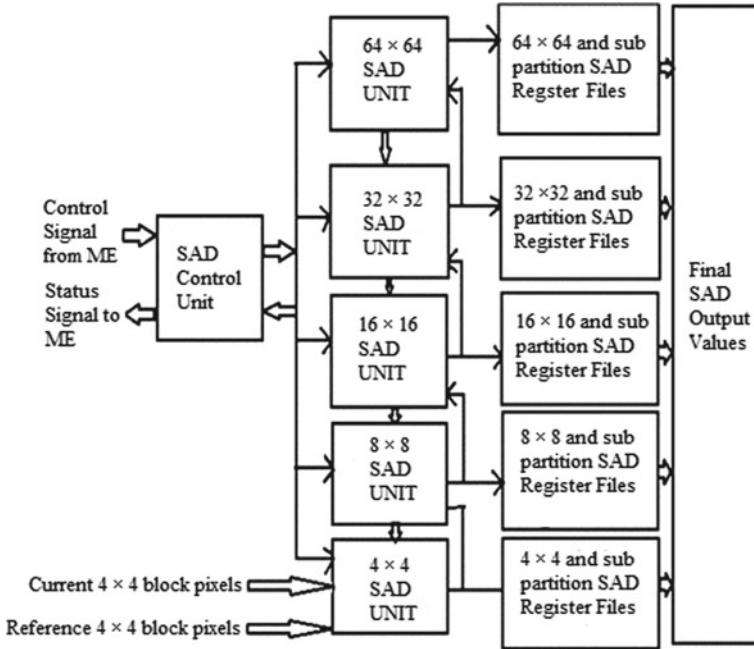 Control
Signal
from ME
Status
Signal to
ME
SAD
Control
Unit
64 × 64
SAD
UNIT
32 × 32
SAD
UNIT
16 × 16
SAD
UNIT
8 × 8
SAD
UNIT
4 × 4
SAD
UNIT
Current 4 × 4 block pixels
Reference 4 × 4 block pixels
64 × 64 and sub
partition SAD
Regster Files
32 ×32 and sub
partition SAD
Register Files
16 × 16 and sub
partition SAD
Register Files
8 × 8 and sub
partition SAD
Register Files
4 × 4 and sub
partition SAD
Register Files
Final
SAD
Output
Values